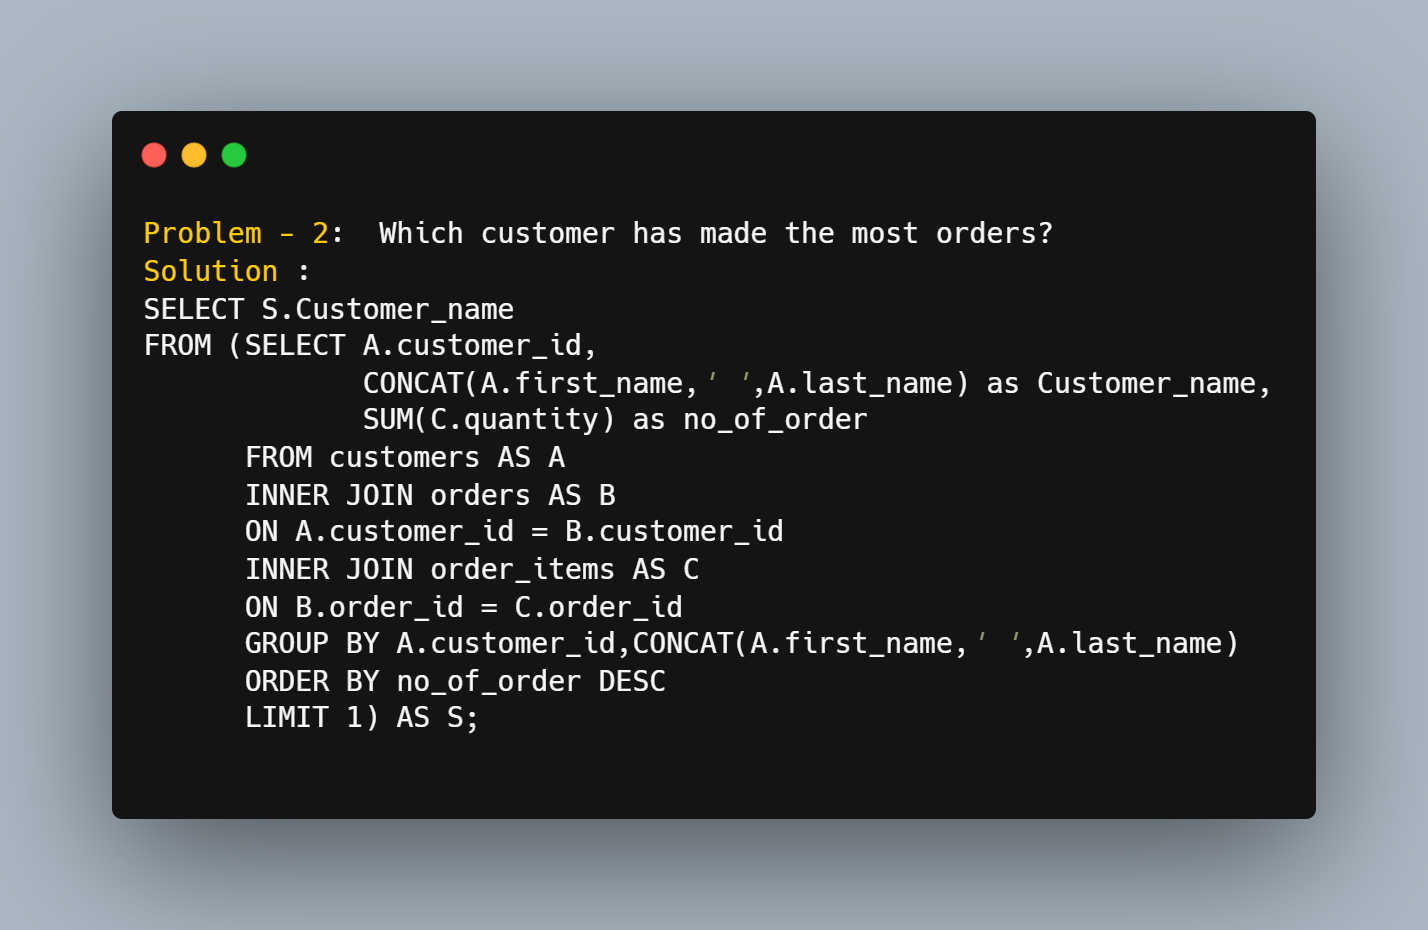 Problem - 2:  Which customer has made the most orders?
Solution :
SELECT S.Customer_name
FROM (SELECT A.customer_id,
             CONCAT(A.first_name,' ',A.last_name) as Customer_name,
             SUM(C.quantity) as no_of_order
      FROM customers AS A
      INNER JOIN orders AS B
      ON A.customer_id = B.customer_id
      INNER JOIN order_items AS C
      ON B.order_id = C.order_id
      GROUP BY A.customer_id,CONCAT(A.first_name,' ',A.last_name)
      ORDER BY no_of_order DESC
      LIMIT 1) AS S;